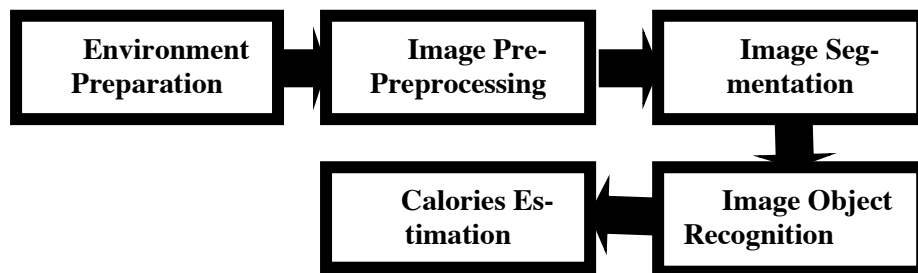 Environment
Preparation
Image Pre-
Preprocessing
Image Seg-
mentation
Image Object
Recognition
Calories Es-
timation